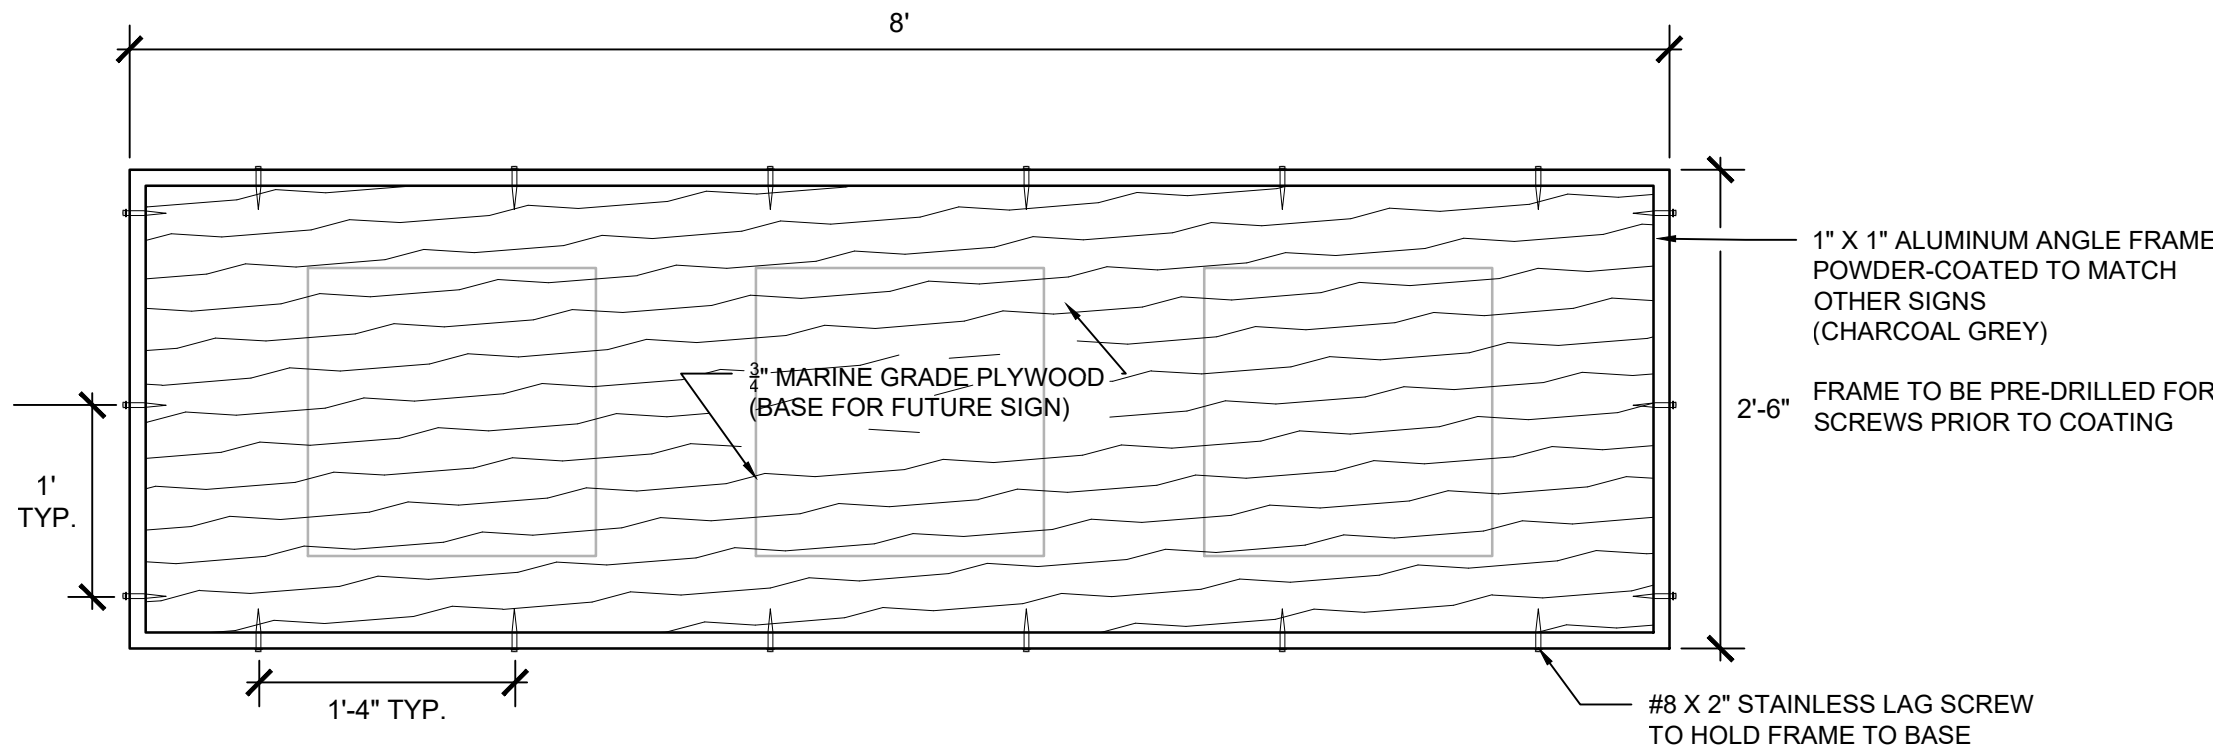 8'
1" X 1" ALUMINUM ANGLE FRAME
POWDER-COATED TO MATCH
OTHER SIGNS
(CHARCOAL GREY)
FRAME TO BE PRE-DRILLED FOR
SCREWS PRIOR TO COATING
2'-6"
3/4" MARINE GRADE PLYWOOD
(BASE FOR FUTURE SIGN)
1'
TYP.
1'-4" TYP.
#8 X 2" STAINLESS LAG SCREW
TO HOLD FRAME TO BASE